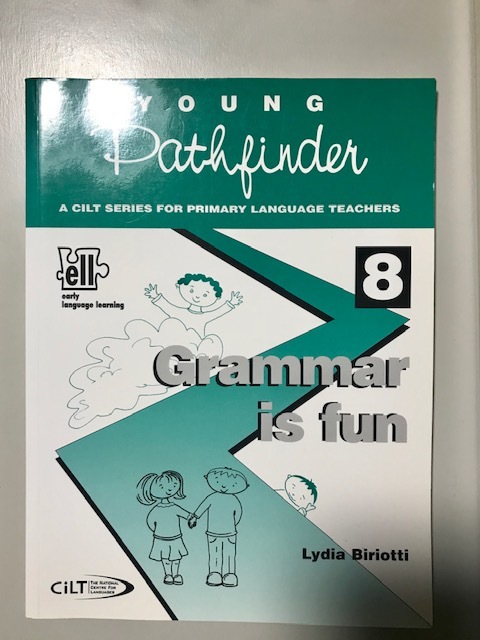 YOUNG
Pathfinder
A CILT SERIES FOR PRIMARY LANGUAGE TEACHERS
ell
early
language learning
8
Grammar
is fun
Lydia Biriotti
CiLT
THE NATIONAL
CENTRE FOR
LANGUAGES